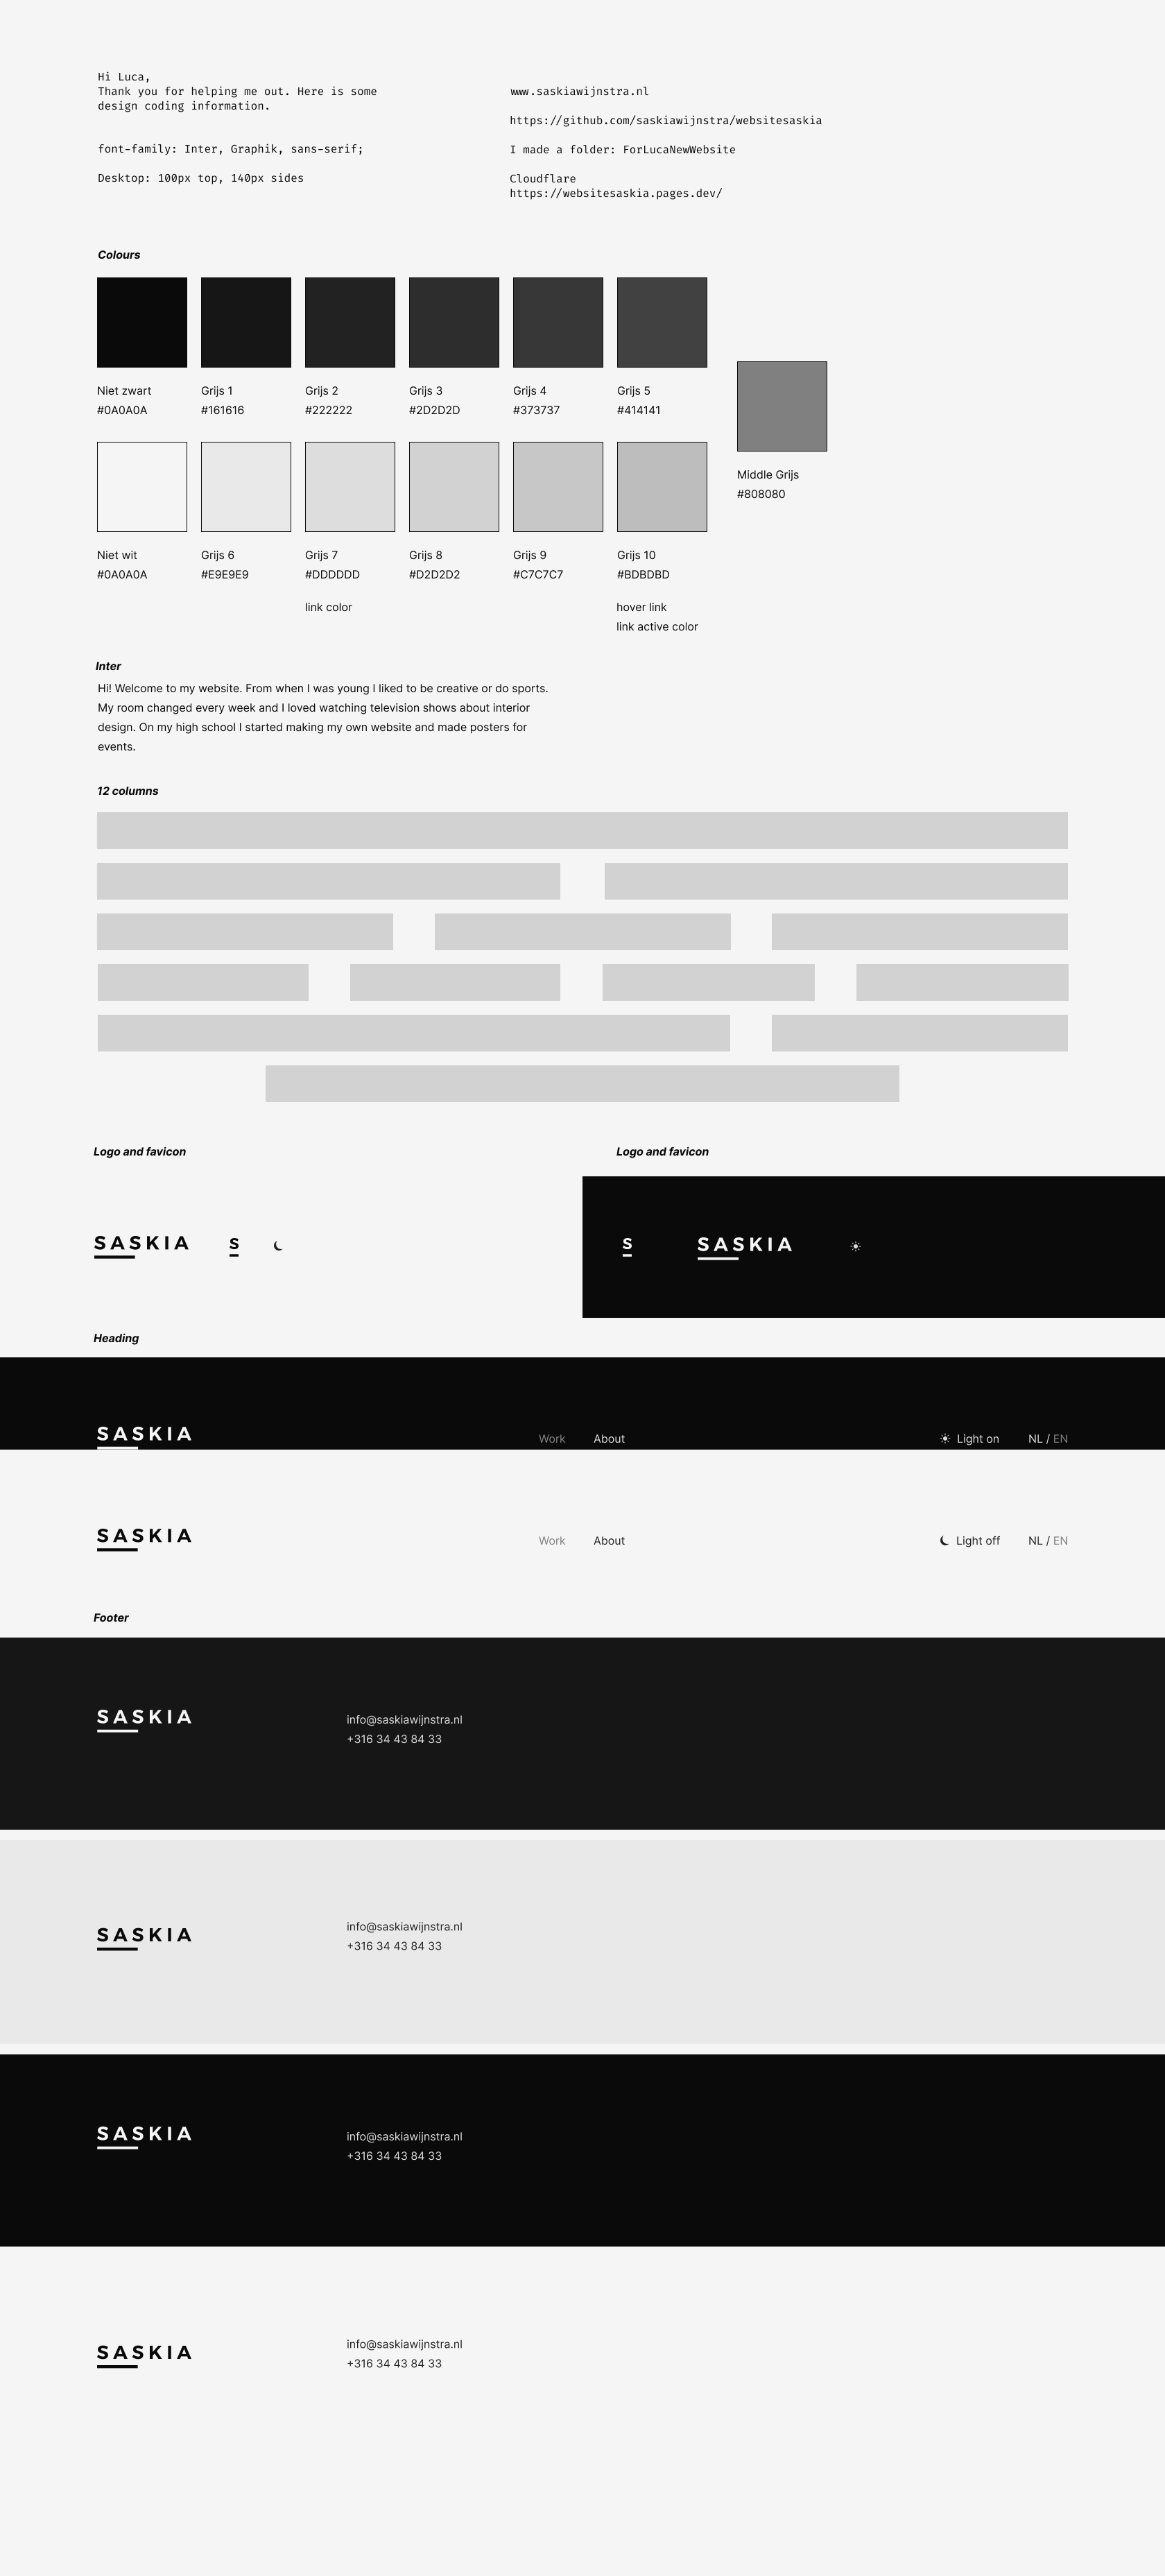 Hi Luca,
Thank you for helping me out. Here is some
design coding information.
font-family: Inter, Graphik, sans-serif;
Desktop: 100px top, 140px sides
www.saskiawijnstra.nl
https://github.com/saskiawijnstra/websitesaskia
I made a folder: ForLucaNewWebsite
Cloudflare
https://websitesaskia.pages.dev/
Colours
Niet zwart
#0A0A0A
Grijs 1
#161616
Grijs 2
#222222
Grijs 3
#2D2D2D
Grijs 4
#373737
Grijs 5
#414141
Middle Grijs
#808080
Niet wit
#0A0A0A
Grijs 6
#E9E9E9
Grijs 7
#DDDDDD
link color
Grijs 8
#D2D2D2
Grijs 9
#C7C7C7
Grijs 10
#BDBDBD
hover link
link active color
Inter
Hi! Welcome to my website. From when I was young I liked to be creative or do sports.
My room changed every week and I loved watching television shows about interior
design. On my high school I started making my own website and made posters for
events.
12 columns
Logo and favicon
SASKIA
S
Logo and favicon
S
SASKIA
Heading
SASKIA
Work
About
Light on
NL / EN
SASKIA
Work
About
Light off
NL / EN
Footer
SASKIA
info@saskiawijnstra.nl
+316 34 43 84 33
SASKIA
info@saskiawijnstra.nl
+316 34 43 84 33
SASKIA
info@saskiawijnstra.nl
+316 34 43 84 33
SASKIA
info@saskiawijnstra.nl
+316 34 43 84 33